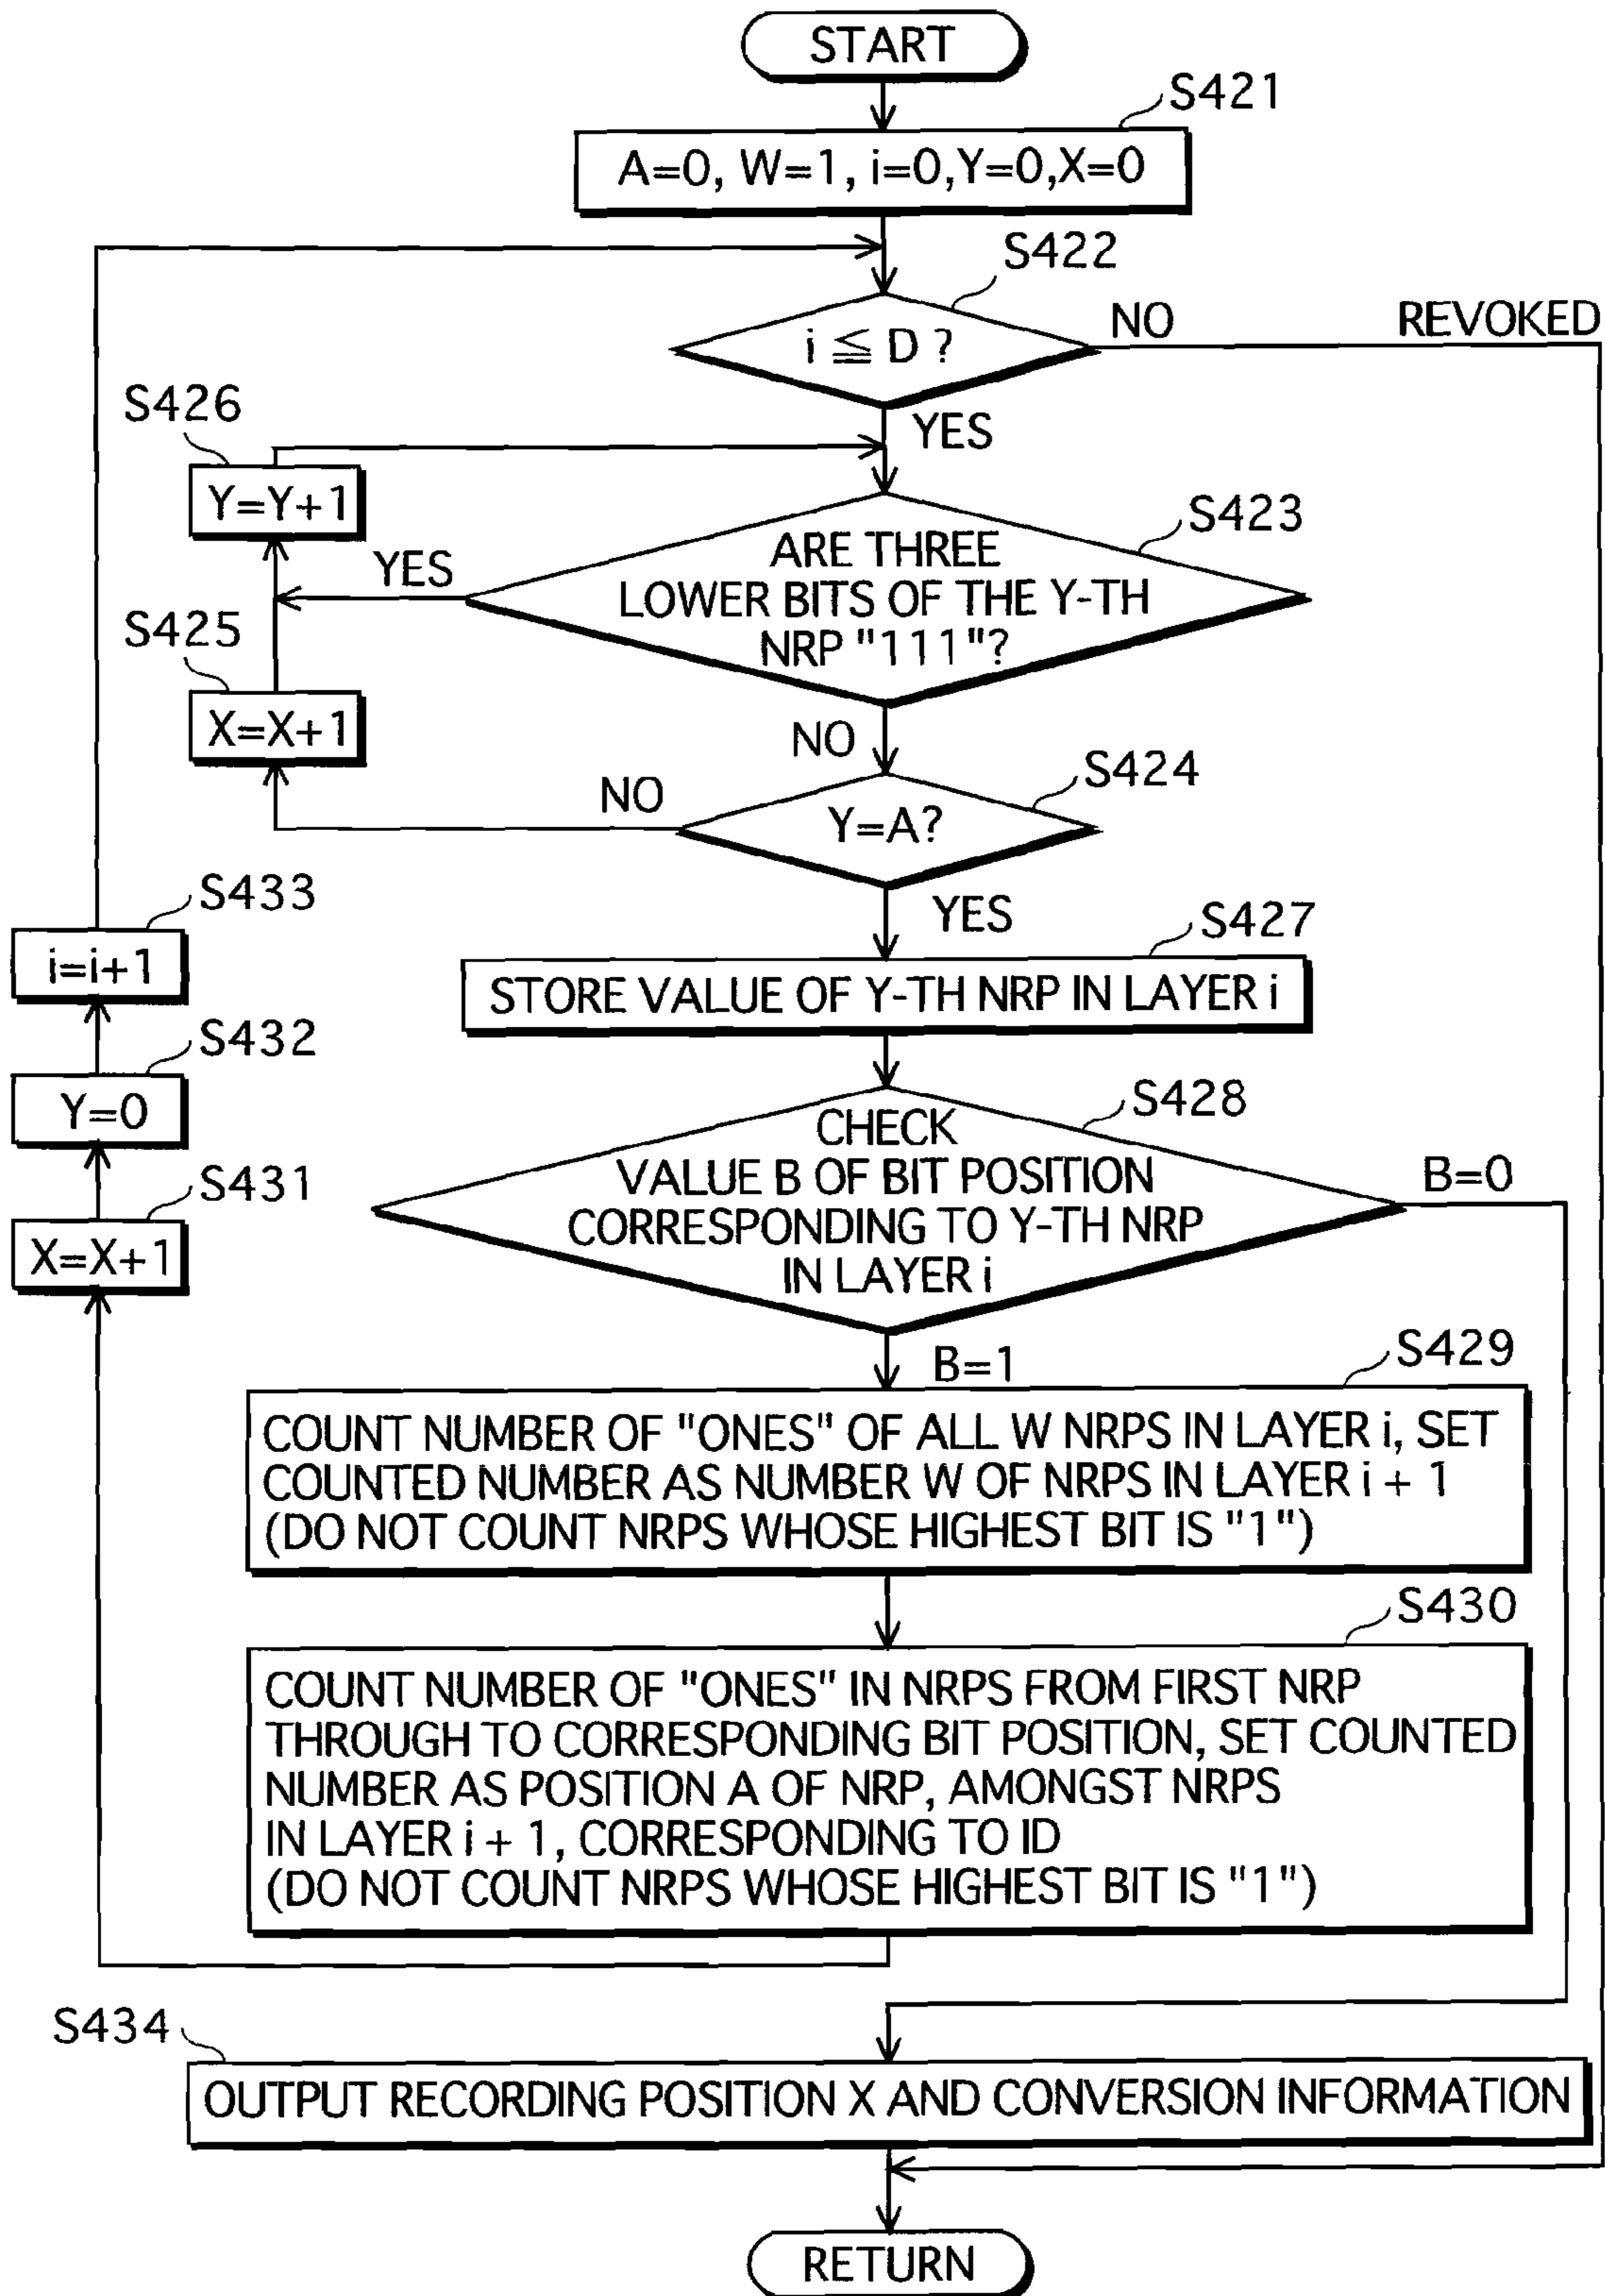 START
S421
A=0, W=1, i=0,Y=0,X=0
S422
i ≦ D ?
NO
REVOKED
YES
S426
Y=Y+1
S423
ARE THREE
LOWER BITS OF THE Y-TH
NRP "111"?
YES
S425
X=X+1
NO
S424
Y=A?
NO
YES
S433
i=i+1
S427
STORE VALUE OF Y-TH NRP IN LAYER i
S432
Y=0
S428
CHECK
VALUE B OF BIT POSITION
CORRESPONDING TO Y-TH NRP
IN LAYER i
B=0
S431
X=X+1
B=1
S429
COUNT NUMBER OF "ONES" OF ALL W NRPS IN LAYER i, SET
COUNTED NUMBER AS NUMBER W OF NRPS IN LAYER i + 1
(DO NOT COUNT NRPS WHOSE HIGHEST BIT IS "1")
S430
COUNT NUMBER OF "ONES" IN NRPS FROM FIRST NRP
THROUGH TO CORRESPONDING BIT POSITION, SET COUNTED
NUMBER AS POSITION A OF NRP, AMONGST NRPS
IN LAYER i + 1, CORRESPONDING TO ID
(DO NOT COUNT NRPS WHOSE HIGHEST BIT IS "1")
S434
OUTPUT RECORDING POSITION X AND CONVERSION INFORMATION
RETURN